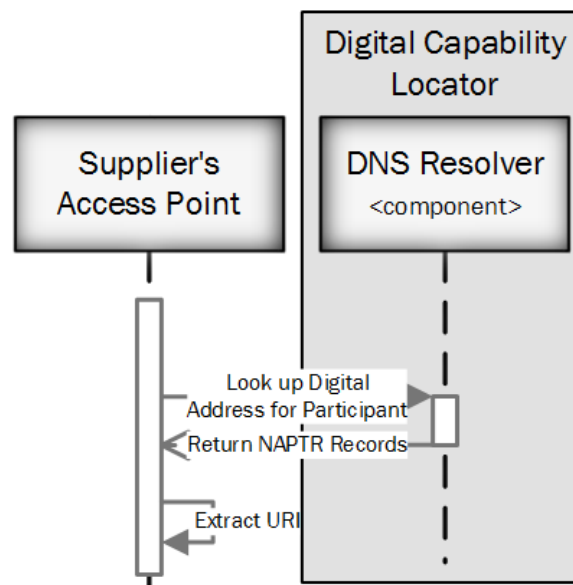 Digital Capability
Locator
Supplier's
Access Point
DNS Resolver
<component>
Look up Digital
Address for Participant
Return NAPTR Records
Extract URI